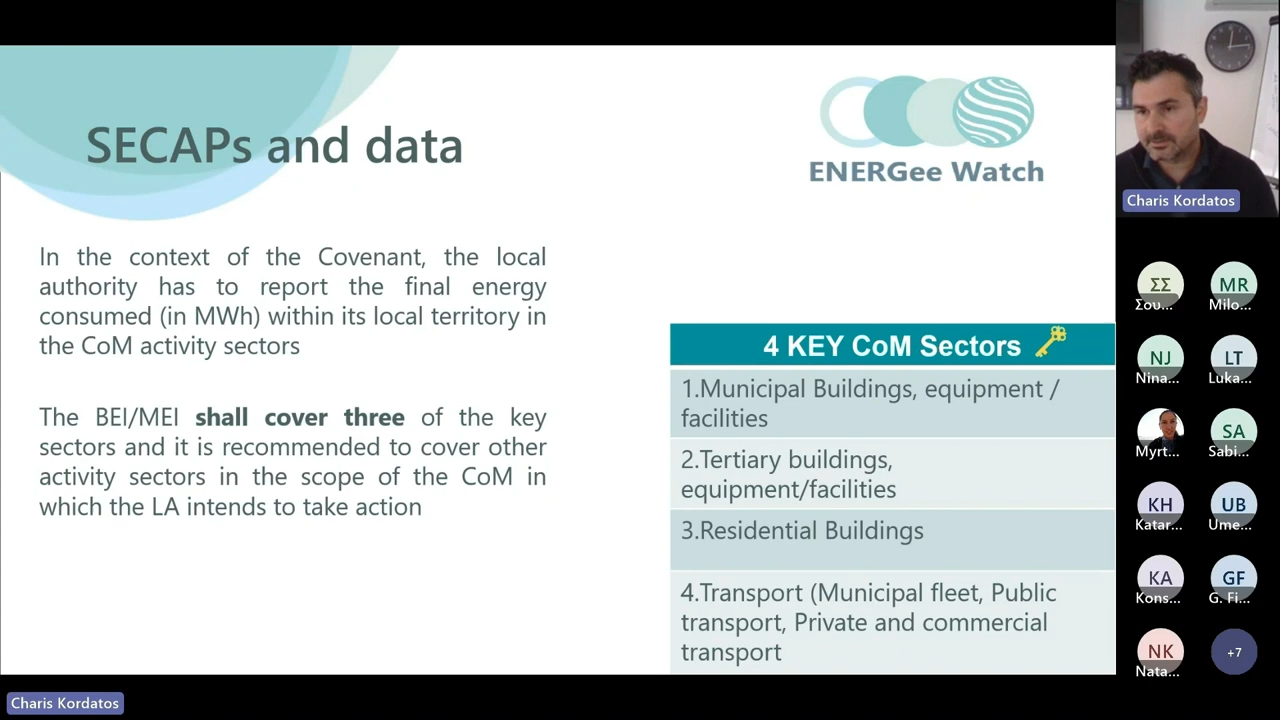 SECAPs and data
ENERGee Watch
In the context of the Covenant, the local
authority has to report the final energy
consumed (in MWh) within its local territory in
the CoM activity sectors
The BEI/MEI shall cover three of the key
sectors and it is recommended to cover other
activity sectors in the scope of the CoM in
which the LA intends to take action
4 KEY CoM Sectors
1.Municipal Buildings, equipment /
facilities
2.Tertiary buildings,
equipment/facilities
3.Residential Buildings
4.Transport (Municipal fleet, Public
transport, Private and commercial
transport
Charis Kordatos
ΣΣ
Σου...
MR
Milo...
NJ
Nina...
LT
Luka...
Myrt...
SA
Sabi...
KH
Katar...
UB
Ume...
KA
Kons...
GF
G. Fi...
NK
Nata...
+7
Charis Kordatos